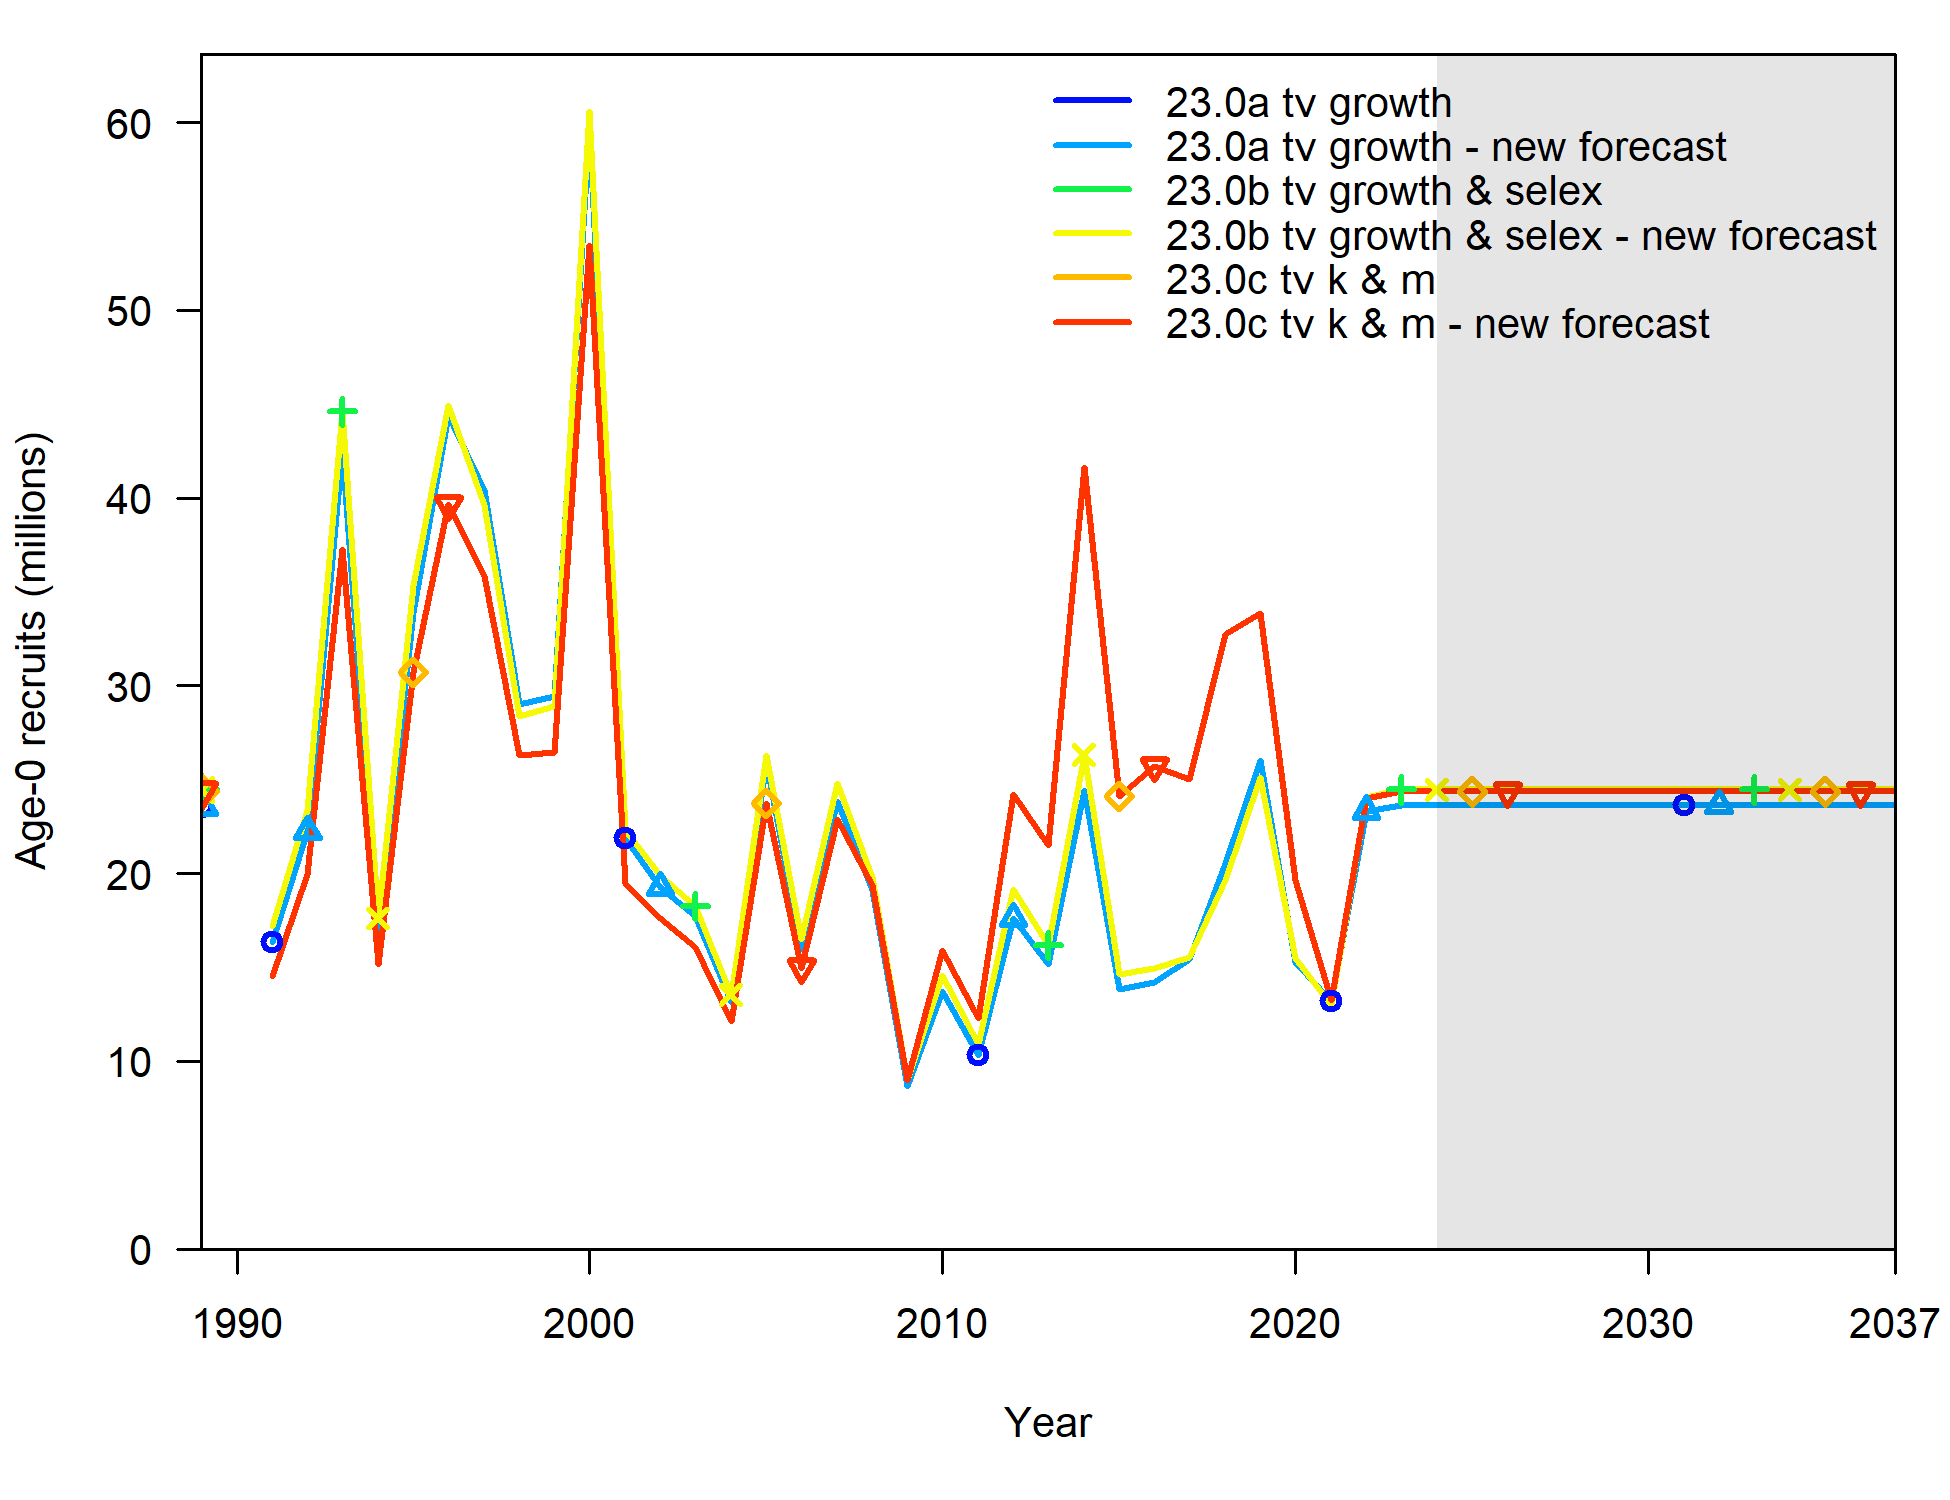 23.0a tv growth
23.0a tv growth - new forecast
23.0b tv growth & selex
23.0b tv growth & selex - new forecast
23.0c tv k & m
23.0c tv k & m - new forecast
Age-0 recruits (millions)
60
50
40
30
20
10
0
1990 2000 2010 2020 2030 2037
Year